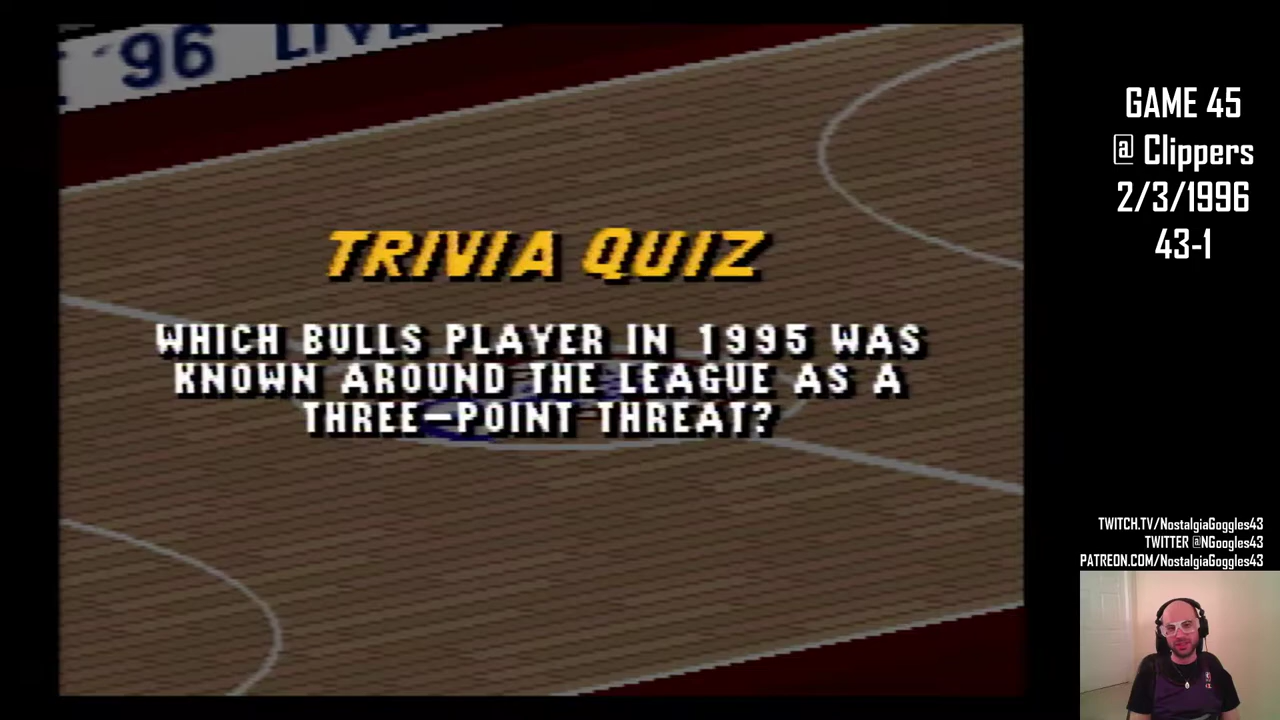 '96 LIVE
TRIVIA QUIZ
WHICH BULLS PLAYER IN 1995 WAS
KNOWN AROUND THE LEAGUE AS A
THREE-POINT THREAT?
GAME 45
@ Clippers
2/3/1996
43-1
TWITCH.TV/NostalgiaGoggles43
TWITTER @NGoogles43
PATREON.COM/NostalgiaGoggles43